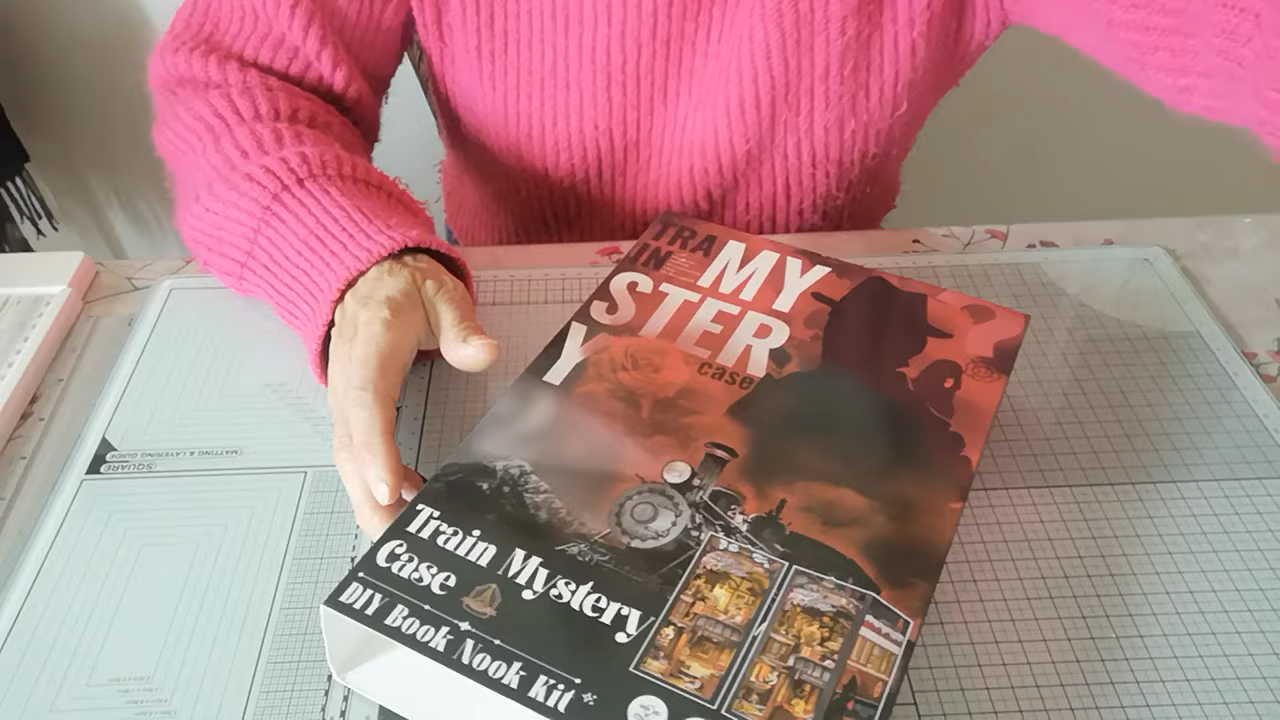 TRA
IN
MY
STER
Y
case
Train Mystery
Case
DIY Book Nook Kit
MATTING & LAYERING GUIDE
(SQUARE)